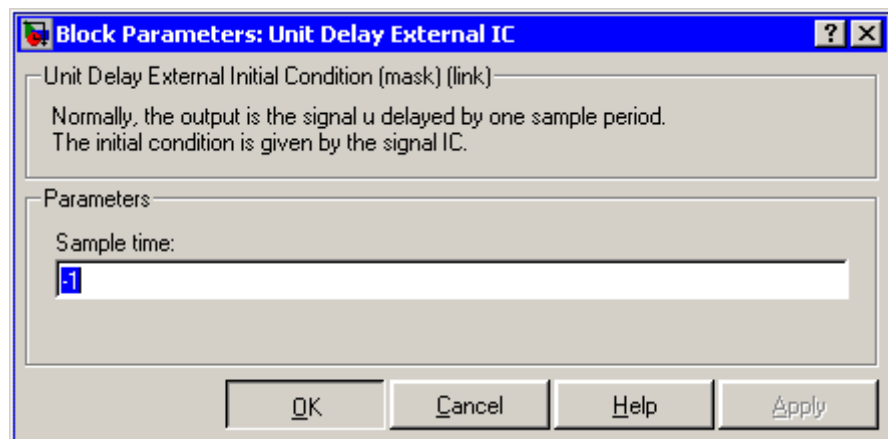 Block Parameters: Unit Delay External IC
Unit Delay External Initial Condition (mask) (link)
Normally, the output is the signal u delayed by one sample period.
The initial condition is given by the signal IC.
Parameters
Sample time:
-1
OK Cancel Help Apply